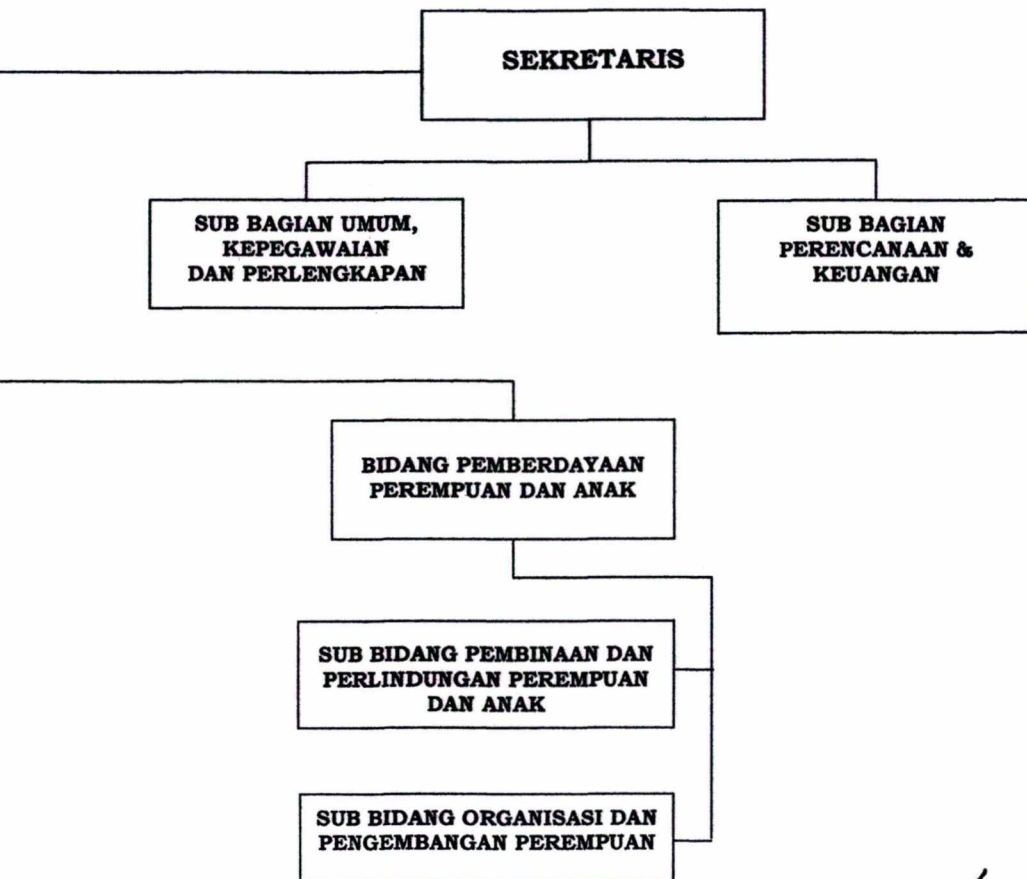 SEKRETARIS
SUB BAGIAN UMUM,
KEPEGAWAIAN
DAN PERLENGKAPAN
SUB BAGIAN
PERENCANAAN &
KEUANGAN
BIDANG PEMBERDAYAAN
PEREMPUAN DAN ANAK
SUB BIDANG PEMBINAAN DAN
PERLINDUNGAN PEREMPUAN
DAN ANAK
SUB BIDANG ORGANISASI DAN
PENGEMBANGAN PEREMPUAN